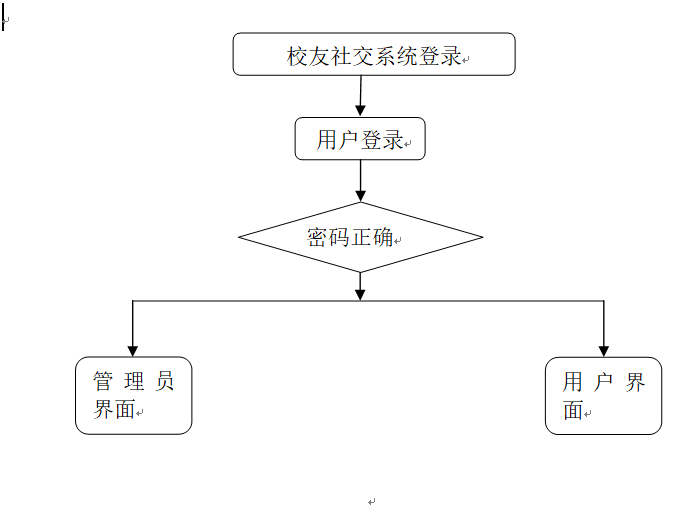 校友社交系统登录
用户登录
密码正确
管理员
界面
用户界
面